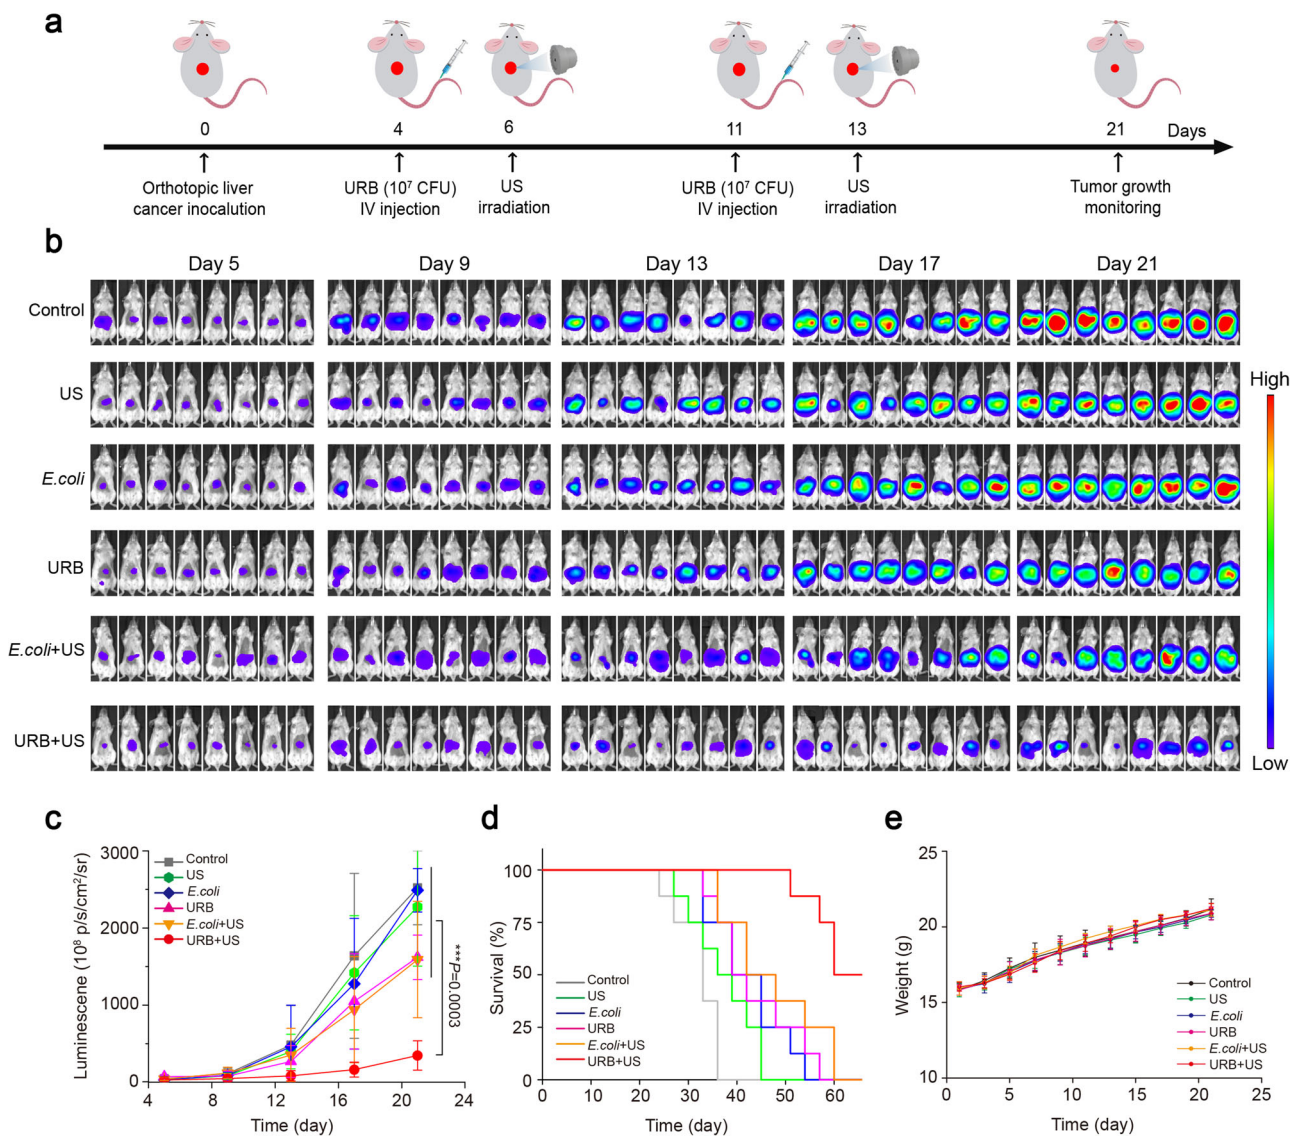 a
0
4
6
11
13
21
Days
Orthotopic liver
cancer inocalution
URB (10⁷ CFU)
IV injection
US
irradiation
URB (10⁷ CFU)
IV injection
US
irradiation
Tumor growth
monitoring
b
Day 5
Day 9
Day 13
Day 17
Day 21
Control
US
E.coli
URB
E.coli+US
URB+US
High
Low
c
Luminescene (10⁸ p/s/cm²/sr)
3000
2000
1000
0
4
8
12
16
20
24
Time (day)
Control
US
E.coli
URB
E.coli+US
URB+US
***P=0.0003
d
Survival (%)
100
75
50
25
0
0
10
20
30
40
50
60
Time (day)
Control
US
E.coli
URB
E.coli+US
URB+US
e
Weight (g)
25
20
15
10
0
5
10
15
20
25
Time (day)
Control
US
E.coli
URB
E.coli+US
URB+US